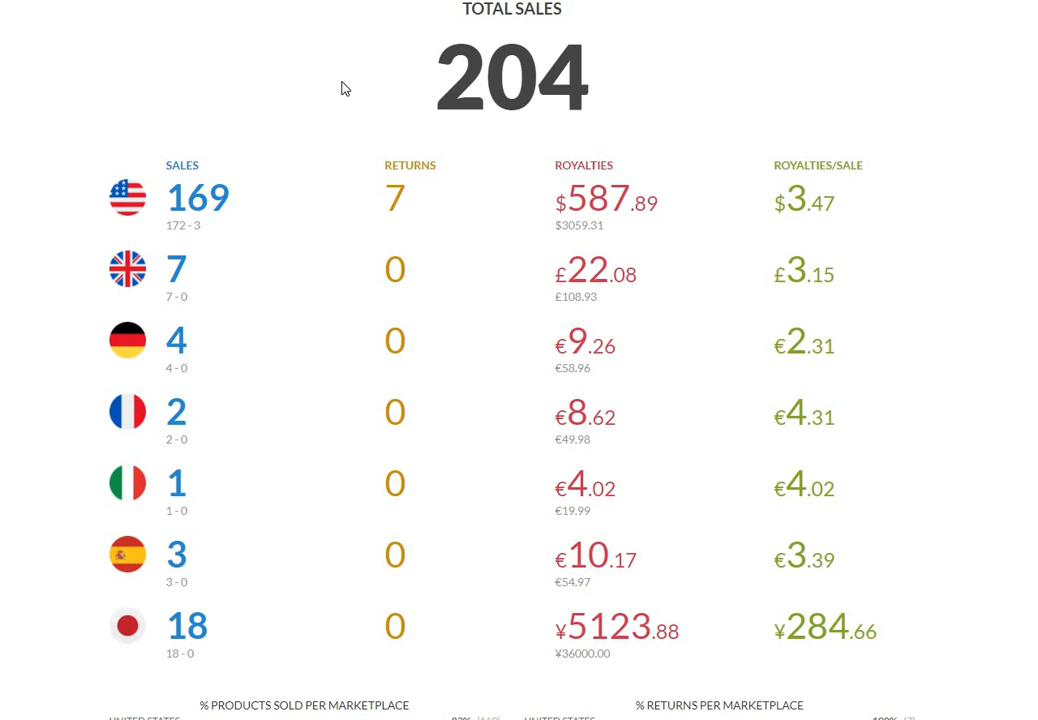 TOTAL SALES
204
SALES RETURNS ROYALTIES ROYALTIES/SALE
169 7 $587.89 $3.47
172 - 3 $3059.31
7 0 £22.08 £3.15
7 - 0 £108.93
4 0 €9.26 €2.31
4 - 0 €58.96
2 0 €8.62 €4.31
2 - 0 €49.98
1 0 €4.02 €4.02
1 - 0 €19.99
3 0 €10.17 €3.39
3 - 0 €54.97
18 0 ¥5123.88 ¥284.66
18 - 0 ¥36000.00
% PRODUCTS SOLD PER MARKETPLACE % RETURNS PER MARKETPLACE
UNITED STATES UNITED STATES